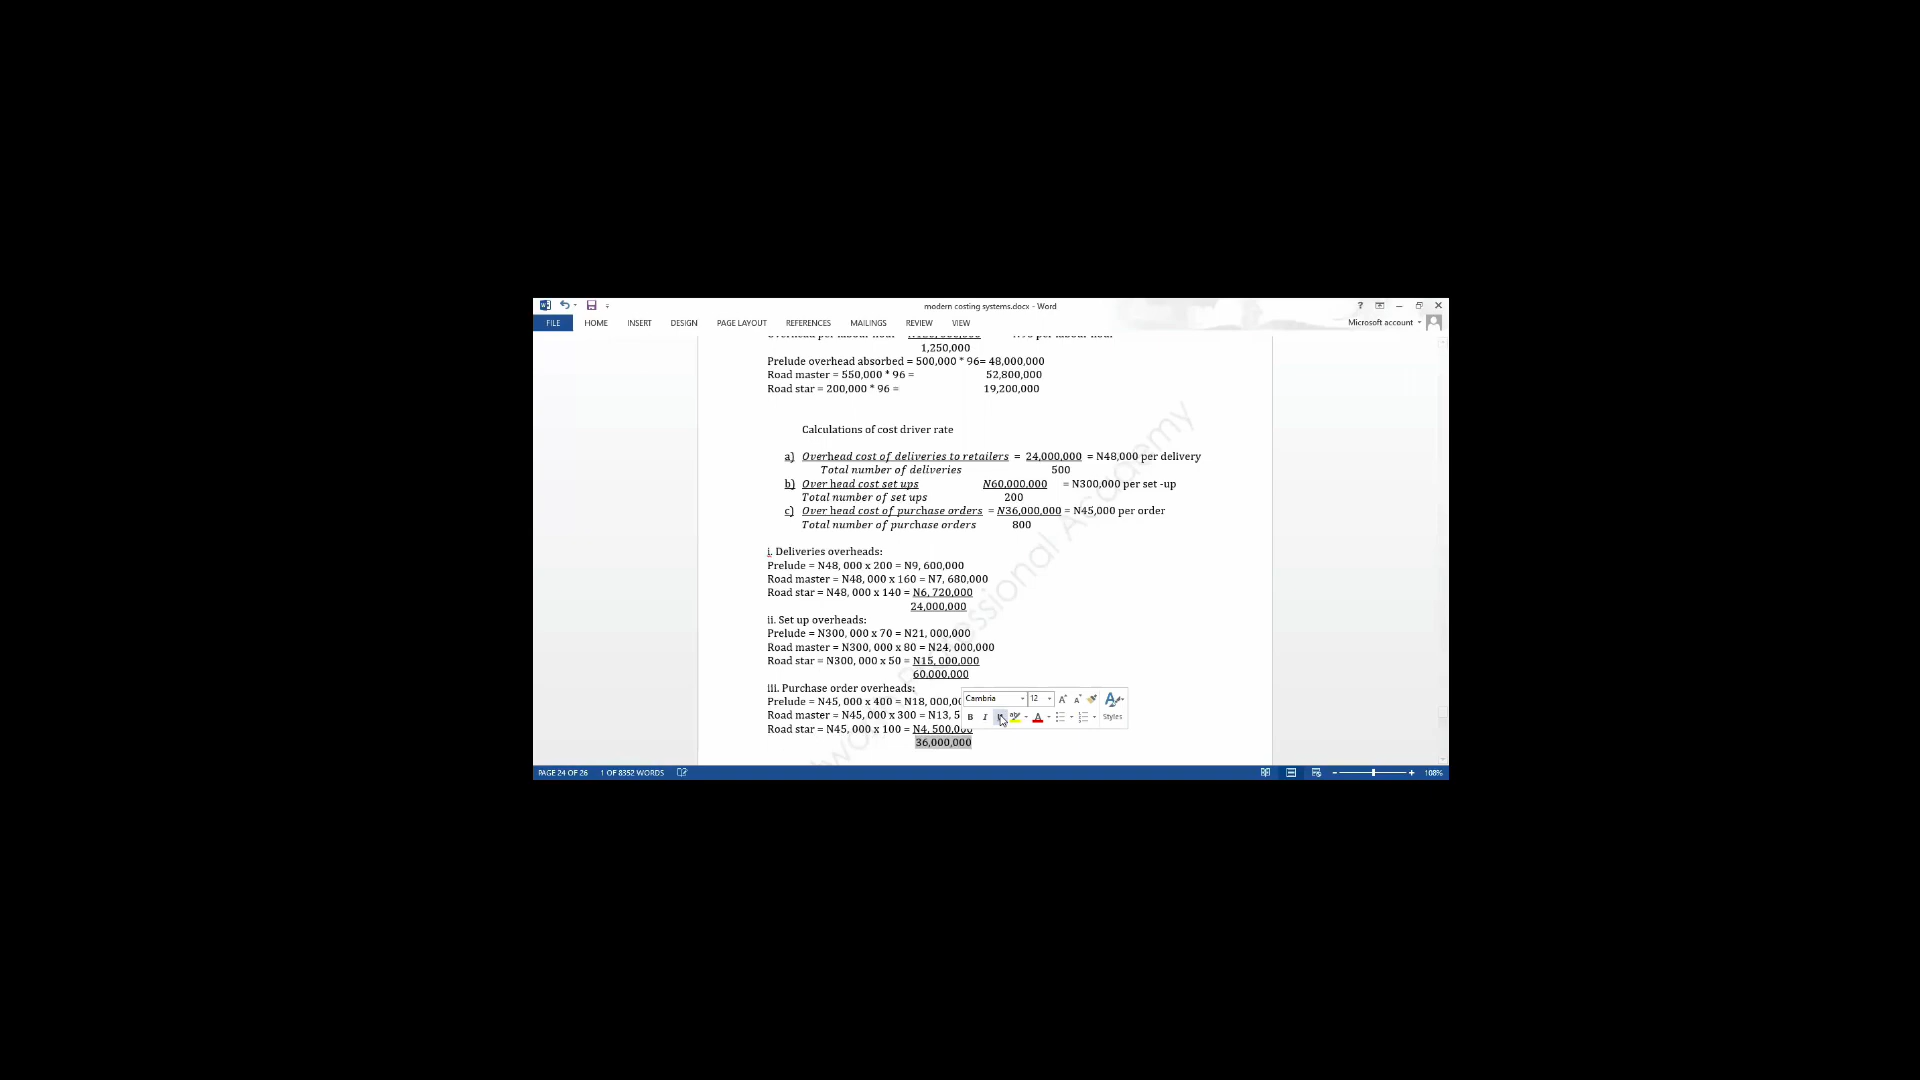 modern costing systems.docx - Word
FILE HOME INSERT DESIGN PAGE LAYOUT REFERENCES MAILINGS REVIEW VIEW Microsoft account
1,250,000
Prelude overhead absorbed = 500,000 * 96= 48,000,000
Road master = 550,000 * 96 = 52,800,000
Road star = 200,000 * 96 = 19,200,000
Calculations of cost driver rate
a) Overhead cost of deliveries to retailers = 24,000,000 = N48,000 per delivery
Total number of deliveries 500
b) Over head cost set ups N60,000,000 = N300,000 per set -up
Total number of set ups 200
c) Over head cost of purchase orders = N36,000,000 = N45,000 per order
Total number of purchase orders 800
i. Deliveries overheads:
Prelude = N48, 000 x 200 = N9, 600,000
Road master = N48, 000 x 160 = N7, 680,000
Road star = N48, 000 x 140 = N6, 720,000
24,000,000
ii. Set up overheads:
Prelude = N300, 000 x 70 = N21, 000,000
Road master = N300, 000 x 80 = N24, 000,000
Road star = N300, 000 x 50 = N15, 000,000
60,000,000
iii. Purchase order overheads:
Prelude = N45, 000 x 400 = N18, 000,00
Road master = N45, 000 x 300 = N13, 5
Road star = N45, 000 x 100 = N4, 500,000
36,000,000
Cambria 12
B I A Styles
Academy
PAGE 24 OF 26 1 OF 8352 WORDS 108%